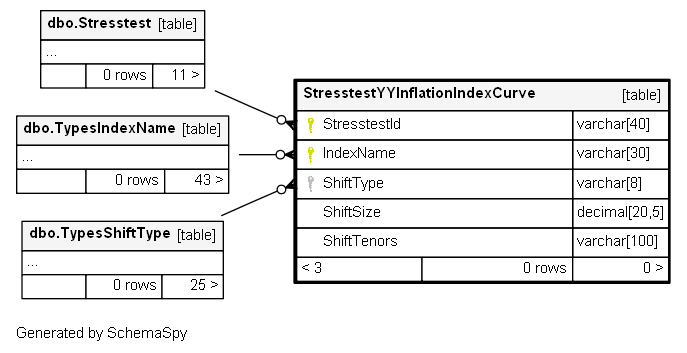 dbo.Stresstest [table]
...
0 rows 11 >
dbo.TypesIndexName [table]
...
0 rows 43 >
dbo.TypesShiftType [table]
...
0 rows 25 >
StresstestYYInflationIndexCurve [table]
StresstestId varchar[40]
IndexName varchar[30]
ShiftType varchar[8]
ShiftSize decimal[20,5]
ShiftTenors varchar[100]
< 3 0 rows 0 >
Generated by SchemaSpy